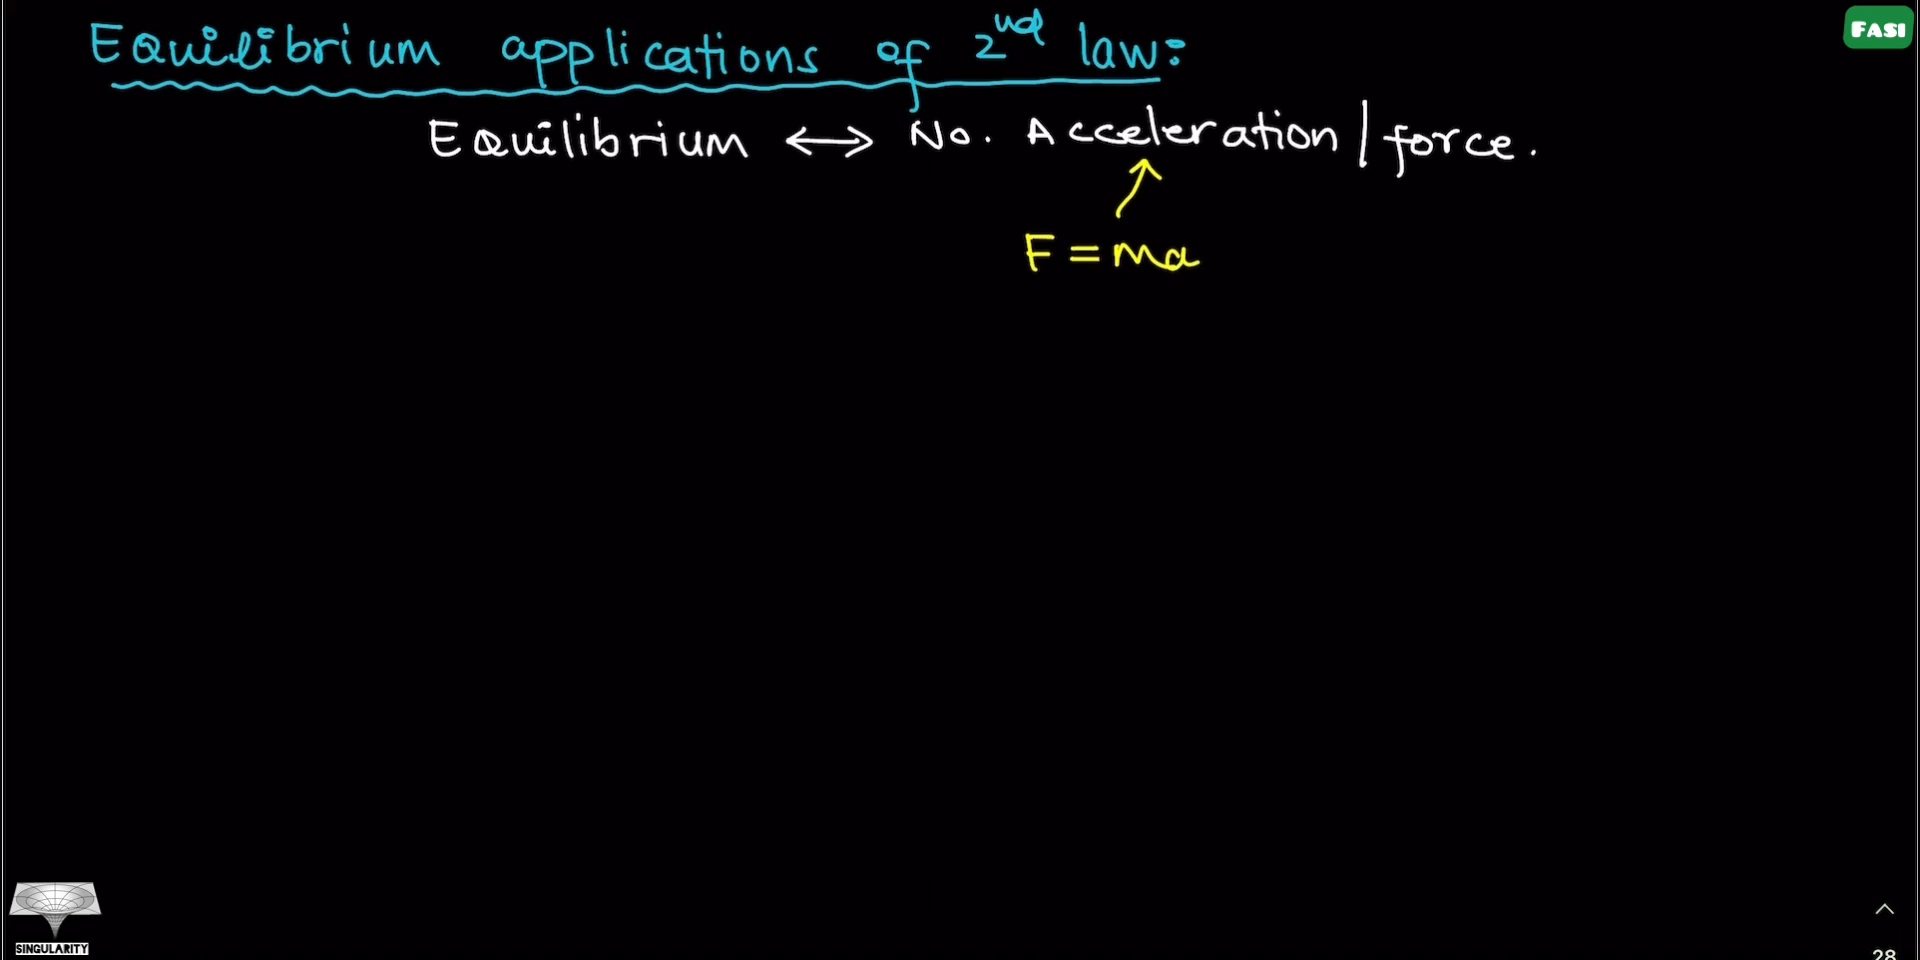 Equilibrium applications of 2nd law:
FASI
Equilibrium ↔ No. Acceleration / force.
F = ma
SINGULARITY
28